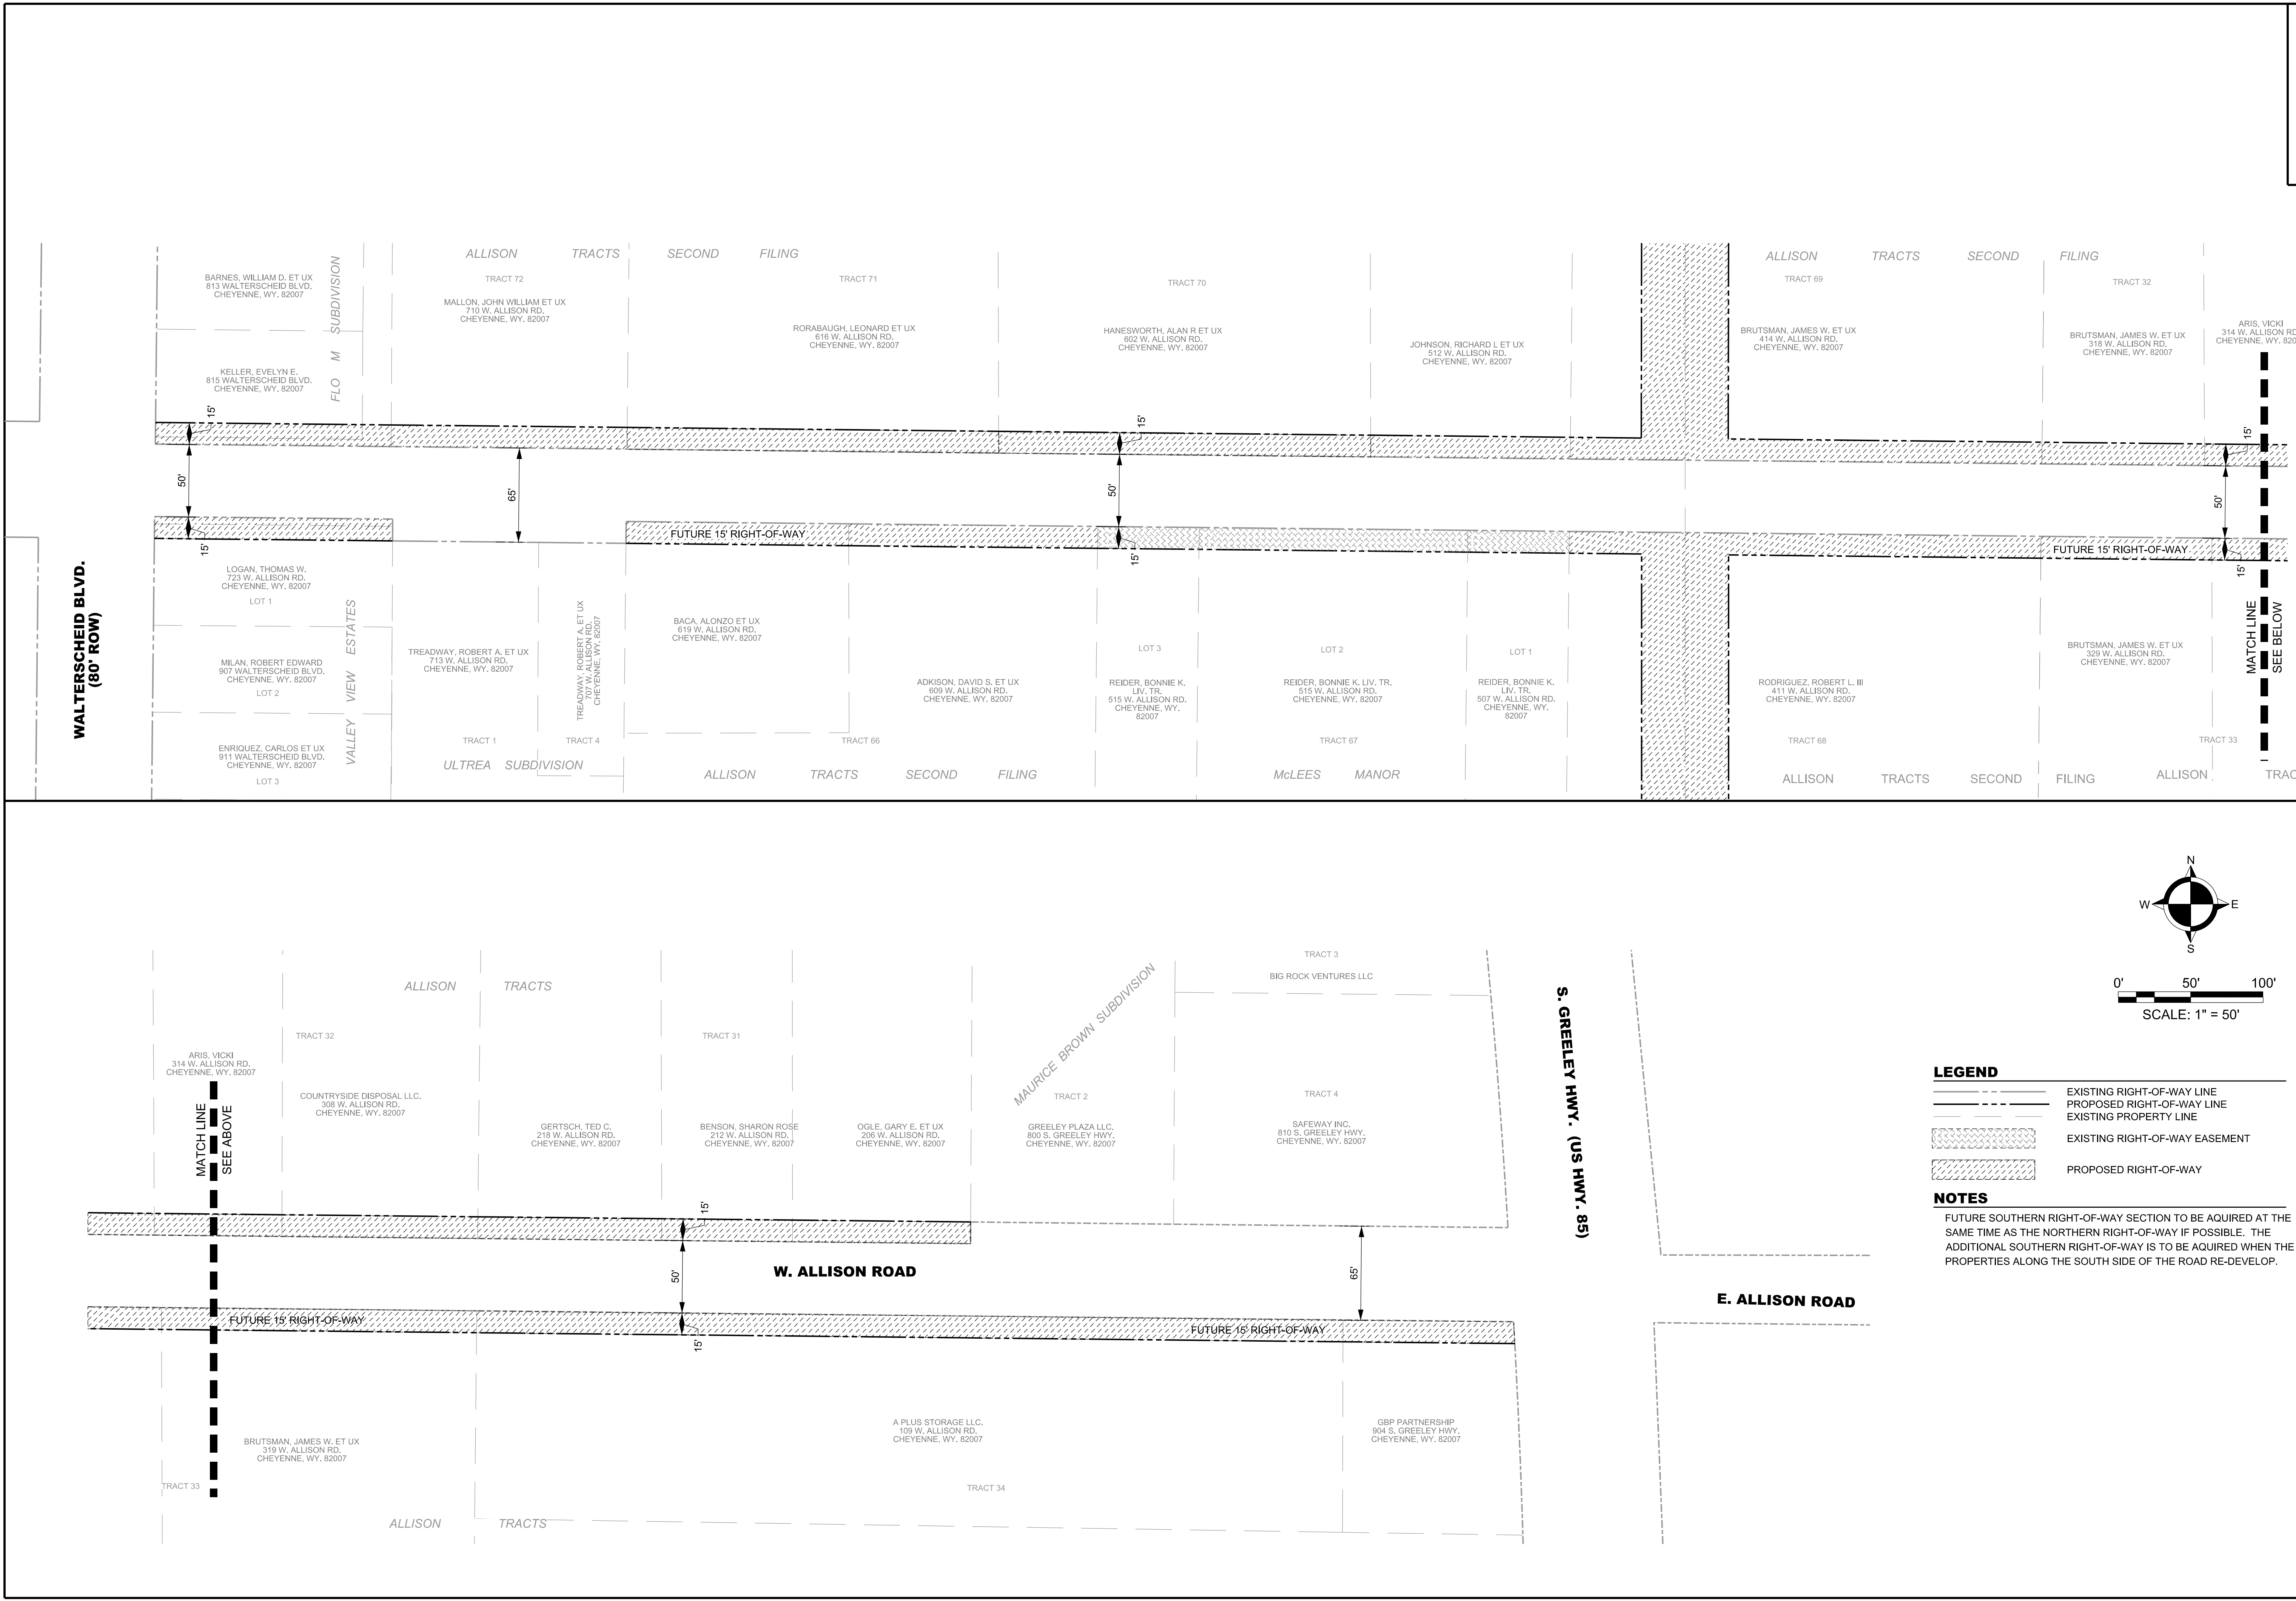 ALLISON TRACTS SECOND FILING
ALLISON TRACTS SECOND FILING
BARNES, WILLIAM D. ET UX
813 WALTERSCHEID BLVD.
CHEYENNE, WY. 82007
FLO M SUBDIVISION
KELLER, EVELYN E.
815 WALTERSCHEID BLVD.
CHEYENNE, WY. 82007
TRACT 72
MALLON, JOHN WILLIAM ET UX
710 W. ALLISON RD.
CHEYENNE, WY. 82007
TRACT 71
RORABAUGH, LEONARD ET UX
616 W. ALLISON RD.
CHEYENNE, WY. 82007
TRACT 70
HANESWORTH, ALAN R ET UX
602 W. ALLISON RD.
CHEYENNE, WY. 82007
JOHNSON, RICHARD L ET UX
512 W. ALLISON RD.
CHEYENNE, WY. 82007
TRACT 69
BRUTSMAN, JAMES W. ET UX
414 W. ALLISON RD.
CHEYENNE, WY. 82007
TRACT 32
BRUTSMAN, JAMES W. ET UX
318 W. ALLISON RD.
CHEYENNE, WY. 82007
ARIS, VICKI
314 W. ALLISON RD
CHEYENNE, WY. 820
15'
50'
15'
65'
15'
50'
15'
15'
50'
15'
FUTURE 15' RIGHT-OF-WAY
FUTURE 15' RIGHT-OF-WAY
WALTERSCHEID BLVD.
(80' ROW)
LOGAN, THOMAS W.
723 W. ALLISON RD.
CHEYENNE, WY. 82007
LOT 1
MILAN, ROBERT EDWARD
907 WALTERSCHEID BLVD.
CHEYENNE, WY. 82007
LOT 2
ENRIQUEZ, CARLOS ET UX
911 WALTERSCHEID BLVD.
CHEYENNE, WY. 82007
LOT 3
VALLEY VIEW ESTATES
TREADWAY, ROBERT A. ET UX
713 W. ALLISON RD.
CHEYENNE, WY. 82007
TRACT 1
TREADWAY, ROBERT A. ET UX
707 W. ALLISON RD.
CHEYENNE, WY. 82007
TRACT 4
ULTREA SUBDIVISION
BACA, ALONZO ET UX
619 W. ALLISON RD.
CHEYENNE, WY. 82007
ADKISON, DAVID S. ET UX
609 W. ALLISON RD.
CHEYENNE, WY. 82007
TRACT 66
ALLISON TRACTS SECOND FILING
LOT 3
REIDER, BONNIE K.
LIV. TR.
515 W. ALLISON RD.
CHEYENNE, WY.
82007
LOT 2
REIDER, BONNIE K. LIV. TR.
515 W. ALLISON RD.
CHEYENNE, WY. 82007
TRACT 67
LOT 1
REIDER, BONNIE K.
LIV. TR.
507 W. ALLISON RD.
CHEYENNE, WY.
82007
McLEES MANOR
RODRIGUEZ, ROBERT L. III
411 W. ALLISON RD.
CHEYENNE, WY. 82007
TRACT 68
ALLISON TRACTS SECOND FILING
BRUTSMAN, JAMES W. ET UX
329 W. ALLISON RD.
CHEYENNE, WY. 82007
TRACT 33
ALLISON TRAC
MATCH LINE
SEE BELOW
ALLISON TRACTS
ARIS, VICKI
314 W. ALLISON RD.
CHEYENNE, WY. 82007
MATCH LINE
SEE ABOVE
TRACT 32
COUNTRYSIDE DISPOSAL LLC.
308 W. ALLISON RD.
CHEYENNE, WY. 82007
GERTSCH, TED C.
218 W. ALLISON RD.
CHEYENNE, WY. 82007
TRACT 31
BENSON, SHARON ROSE
212 W. ALLISON RD.
CHEYENNE, WY. 82007
OGLE, GARY E. ET UX
206 W. ALLISON RD.
CHEYENNE, WY. 82007
MAURICE BROWN SUBDIVISION
TRACT 2
GREELEY PLAZA LLC.
800 S. GREELEY HWY.
CHEYENNE, WY. 82007
TRACT 3
BIG ROCK VENTURES LLC
TRACT 4
SAFEWAY INC.
810 S. GREELEY HWY.
CHEYENNE, WY. 82007
S. GREELEY HWY. (US HWY. 85)
15'
50'
15'
65'
W. ALLISON ROAD
E. ALLISON ROAD
FUTURE 15' RIGHT-OF-WAY
FUTURE 15' RIGHT-OF-WAY
BRUTSMAN, JAMES W. ET UX
319 W. ALLISON RD.
CHEYENNE, WY. 82007
TRACT 33
ALLISON TRACTS
A PLUS STORAGE LLC.
109 W. ALLISON RD.
CHEYENNE, WY. 82007
TRACT 34
GBP PARTNERSHIP
904 S. GREELEY HWY.
CHEYENNE, WY. 82007
N
W E
S
0' 50' 100'
SCALE: 1" = 50'
LEGEND
EXISTING RIGHT-OF-WAY LINE
PROPOSED RIGHT-OF-WAY LINE
EXISTING PROPERTY LINE
EXISTING RIGHT-OF-WAY EASEMENT
PROPOSED RIGHT-OF-WAY
NOTES
FUTURE SOUTHERN RIGHT-OF-WAY SECTION TO BE AQUIRED AT THE
SAME TIME AS THE NORTHERN RIGHT-OF-WAY IF POSSIBLE. THE
ADDITIONAL SOUTHERN RIGHT-OF-WAY IS TO BE AQUIRED WHEN THE
PROPERTIES ALONG THE SOUTH SIDE OF THE ROAD RE-DEVELOP.